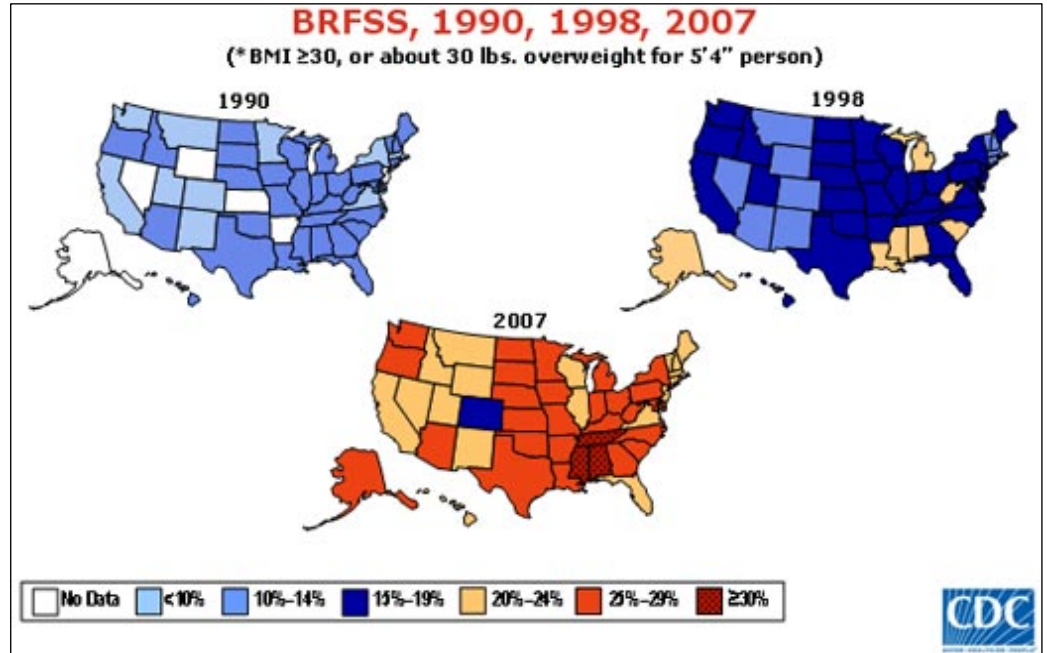 BRFSS, 1990, 1998, 2007
(*BMI ≥30, or about 30 lbs. overweight for 5'4" person)
1990
1998
2007
No Data <10% 10%–14% 15%–19% 20%–24% 25%–29% ≥30%
CDC